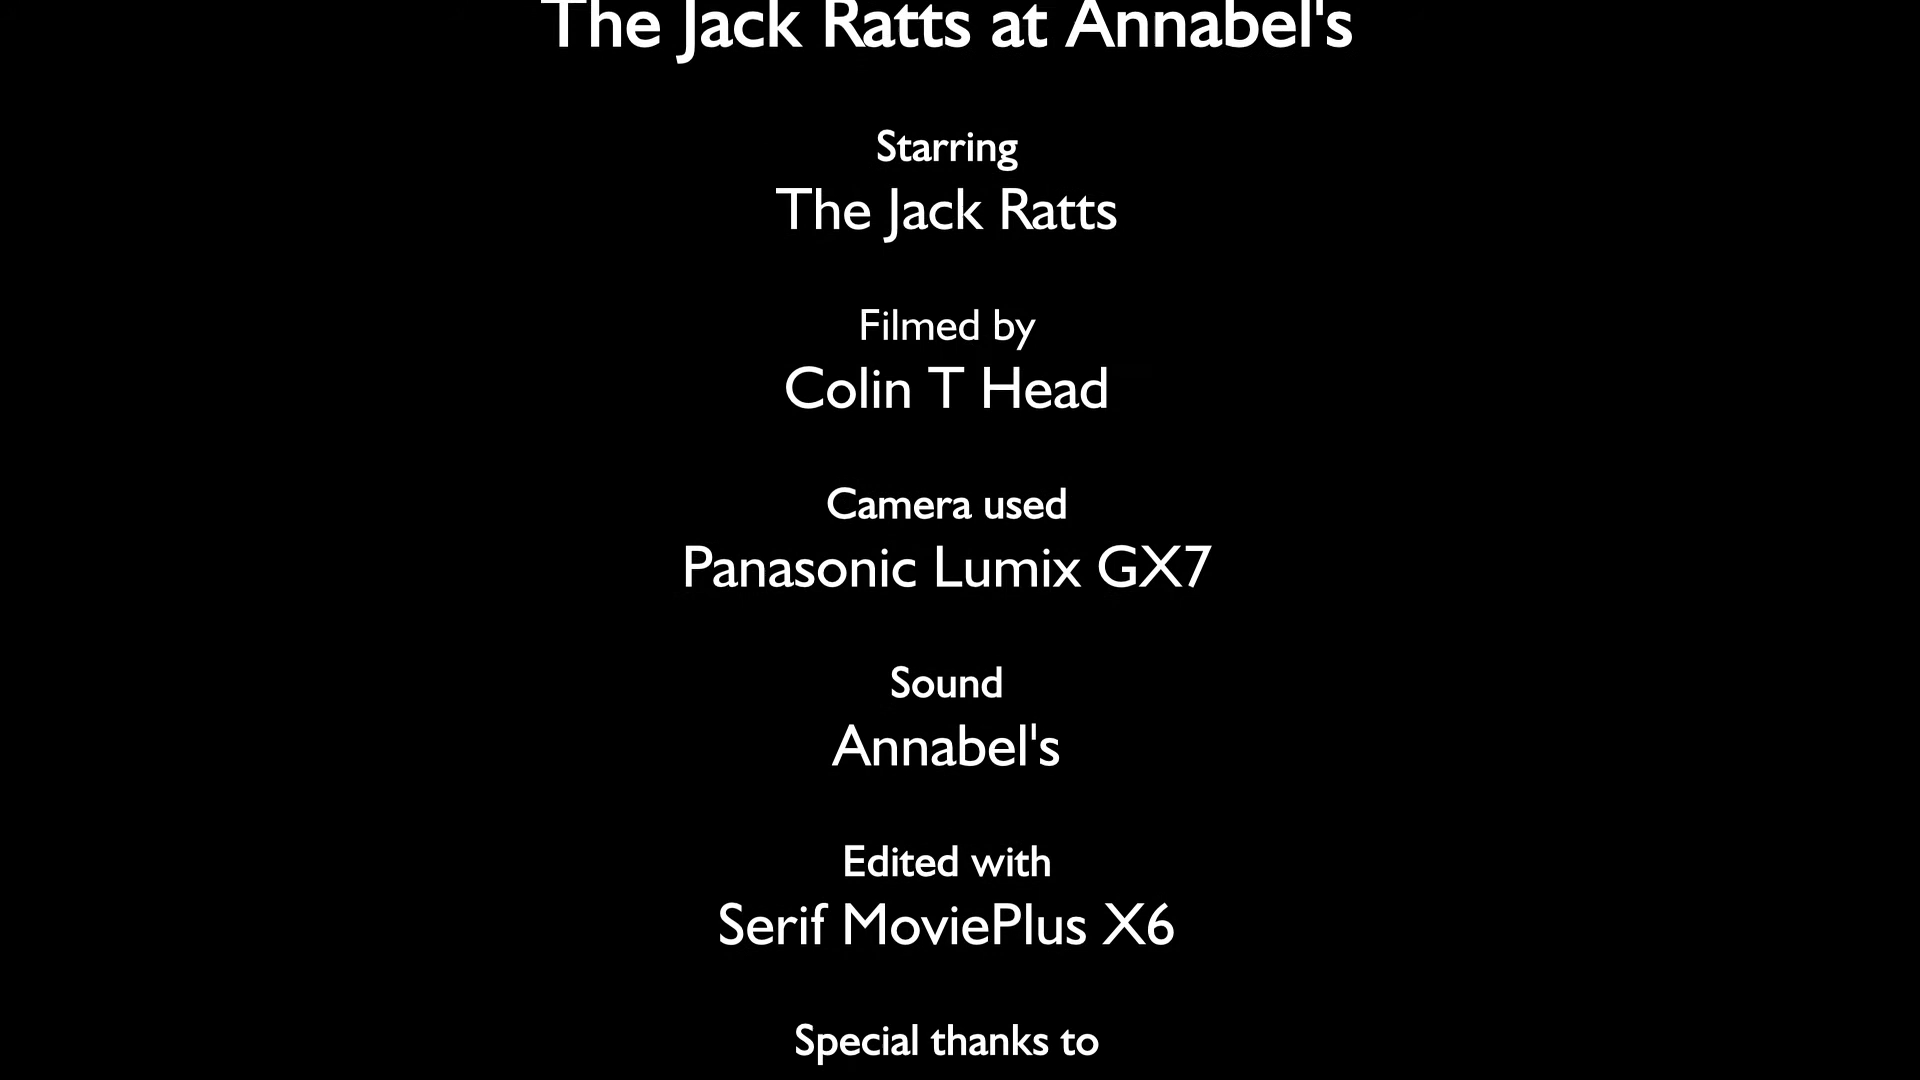 The Jack Ratts at Annabel's
Starring
The Jack Ratts
Filmed by
Colin T Head
Camera used
Panasonic Lumix GX7
Sound
Annabel's
Edited with
Serif MoviePlus X6
Special thanks to